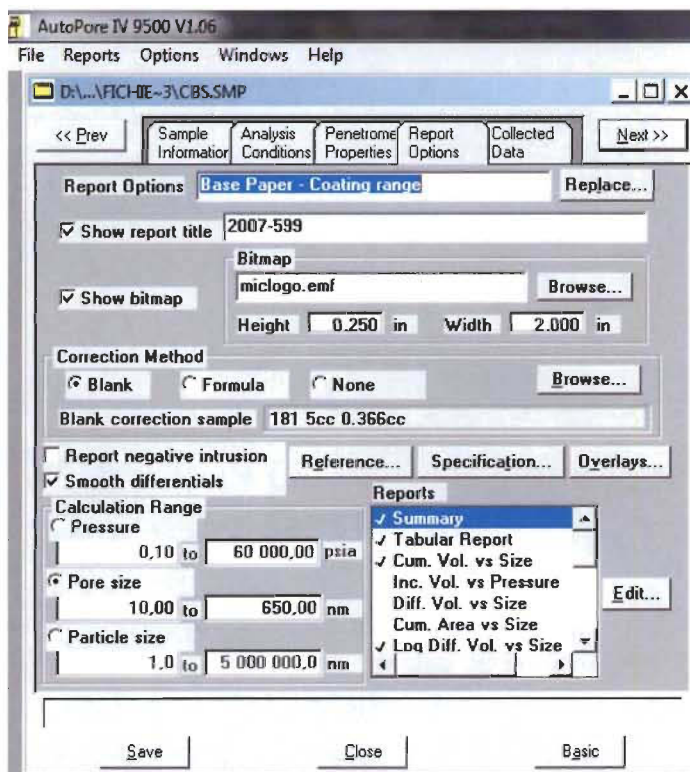 AutoPore IV 9500 V1.06
File Reports Options Windows Help
D:\...\FICHIE~3\CBS.SMP
<< Prev
Sample Information
Analysis Conditions
Penetrome Properties
Report Options
Collected Data
Next >>
Report Options Base Paper - Coating range Replace...
Show report title 2007-599
Bitmap
Show bitmap miclogo.emf Browse...
Height 0.250 in Width 2.000 in
Correction Method
Blank Formula None Browse...
Blank correction sample 181 5cc 0.366cc
Report negative intrusion
Smooth differentials
Reference... Specification... Overlays...
Calculation Range
Pressure
0,10 to 60 000,00 psia
Pore size
10,00 to 650,00 nm
Particle size
1,0 to 5 000 000,0 nm
Reports
Summary
Tabular Report
Cum. Vol. vs Size
Inc. Vol. vs Pressure
Diff. Vol. vs Size
Cum. Area vs Size
Log Diff. Vol. vs Size
Edit...
Save Close Basic